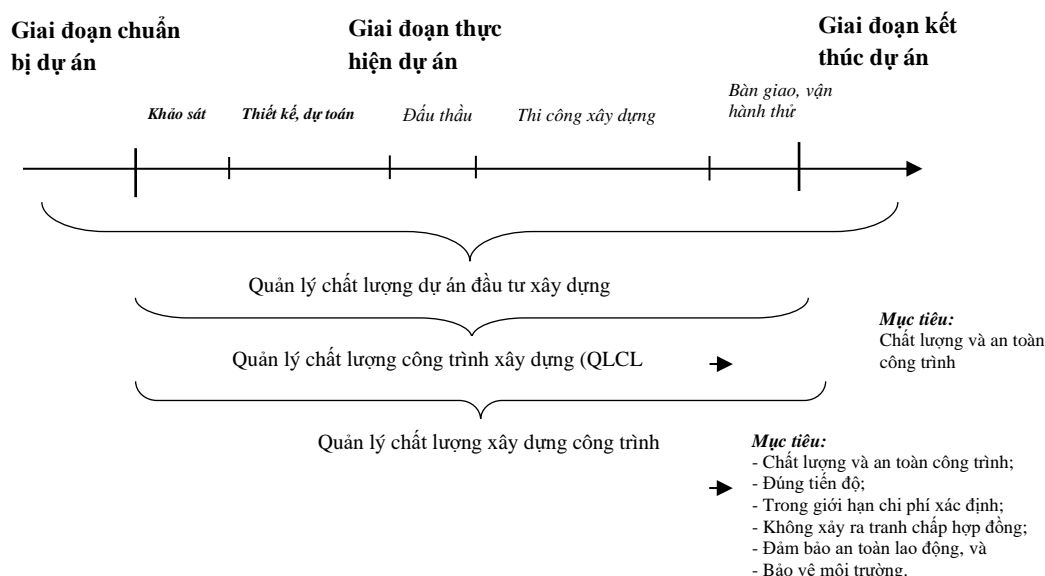 Giai đoạn chuẩn
bị dự án
Giai đoạn thực
hiện dự án
Giai đoạn kết
thúc dự án
Khảo sát
Thiết kế, dự toán
Đấu thầu
Thi công xây dựng
Bàn giao, vận
hành thử
Quản lý chất lượng dự án đầu tư xây dựng
Quản lý chất lượng công trình xây dựng (QLCL
Mục tiêu:
Chất lượng và an toàn
công trình
Quản lý chất lượng xây dựng công trình
Mục tiêu:
- Chất lượng và an toàn công trình;
- Đúng tiến độ;
- Trong giới hạn chi phí xác định;
- Không xảy ra tranh chấp hợp đồng;
- Đảm bảo an toàn lao động, và
- Bảo vệ môi trường.